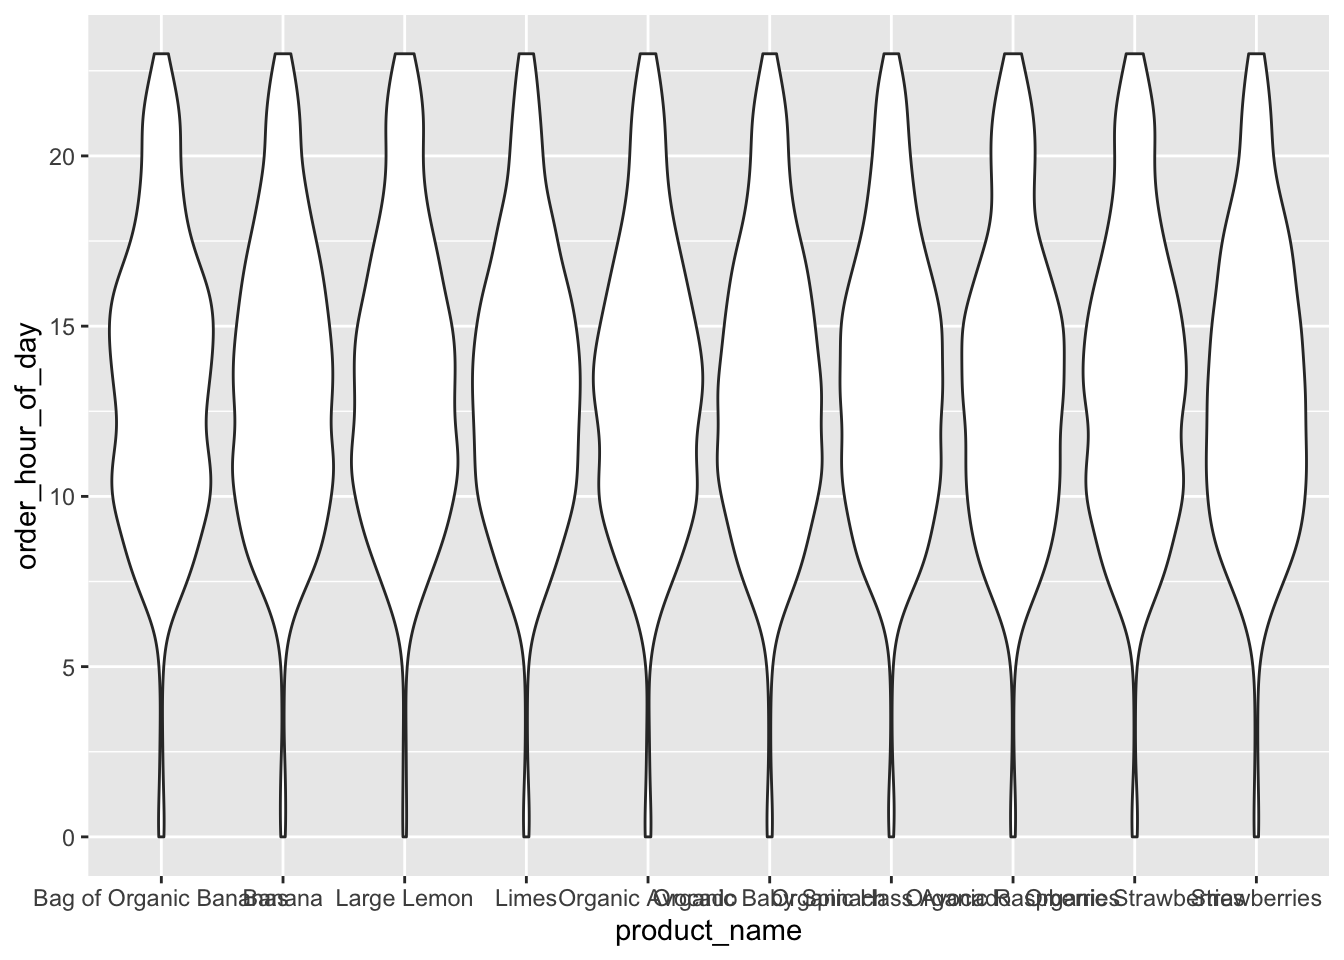 order_hour_of_day
20
15
10
5
0
Bag of Organic Bananas Banana Large Lemon Limes Organic Avocado Organic Baby Spinach Organic Hass Avocado Organic Raspberries Organic Strawberries Strawberries
product_name